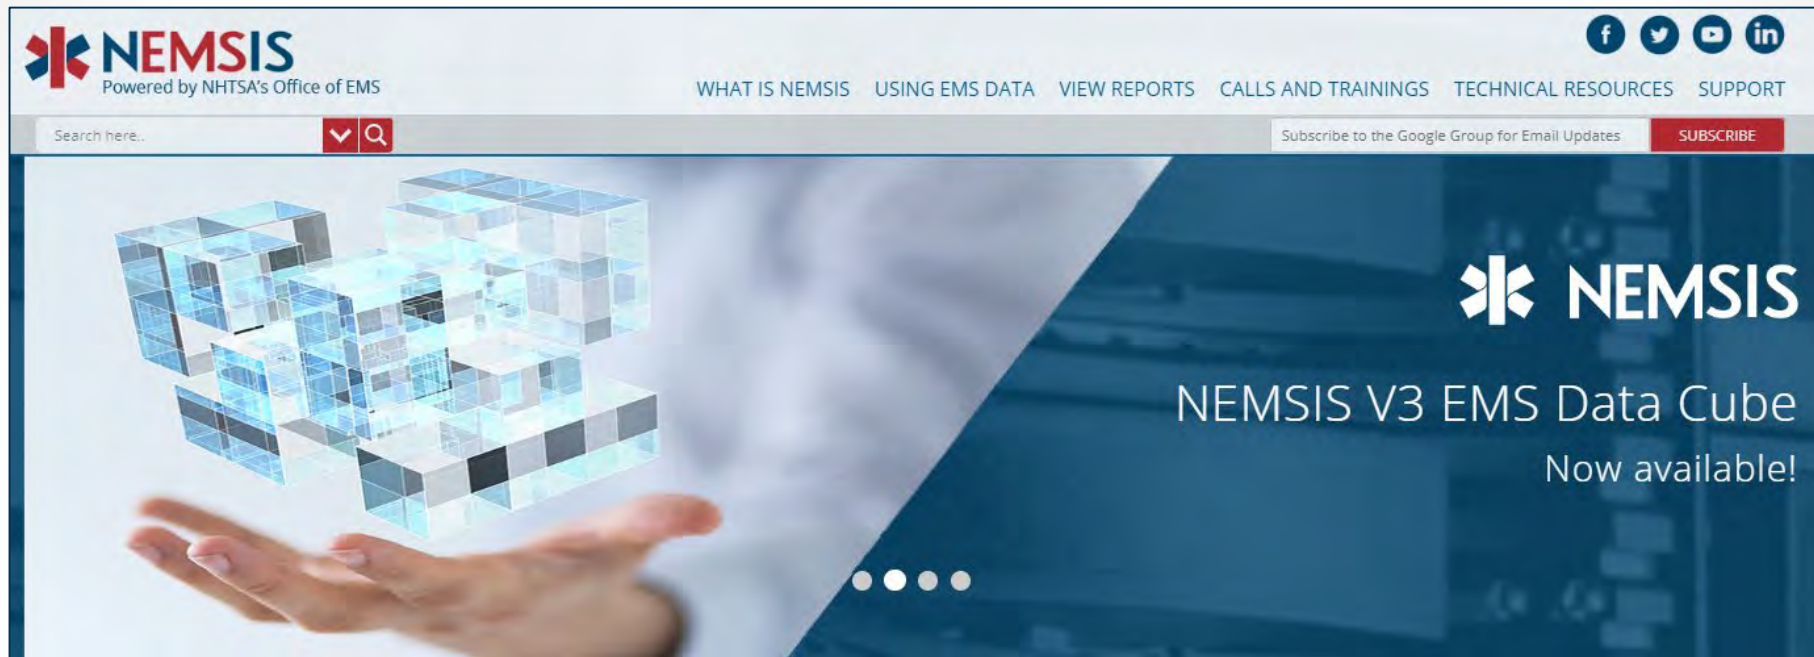 NEMSIS
Powered by NHTSA's Office of EMS
WHAT IS NEMSIS USING EMS DATA VIEW REPORTS CALLS AND TRAININGS TECHNICAL RESOURCES SUPPORT
Search here..
Subscribe to the Google Group for Email Updates SUBSCRIBE
NEMSIS
NEMSIS V3 EMS Data Cube
Now available!